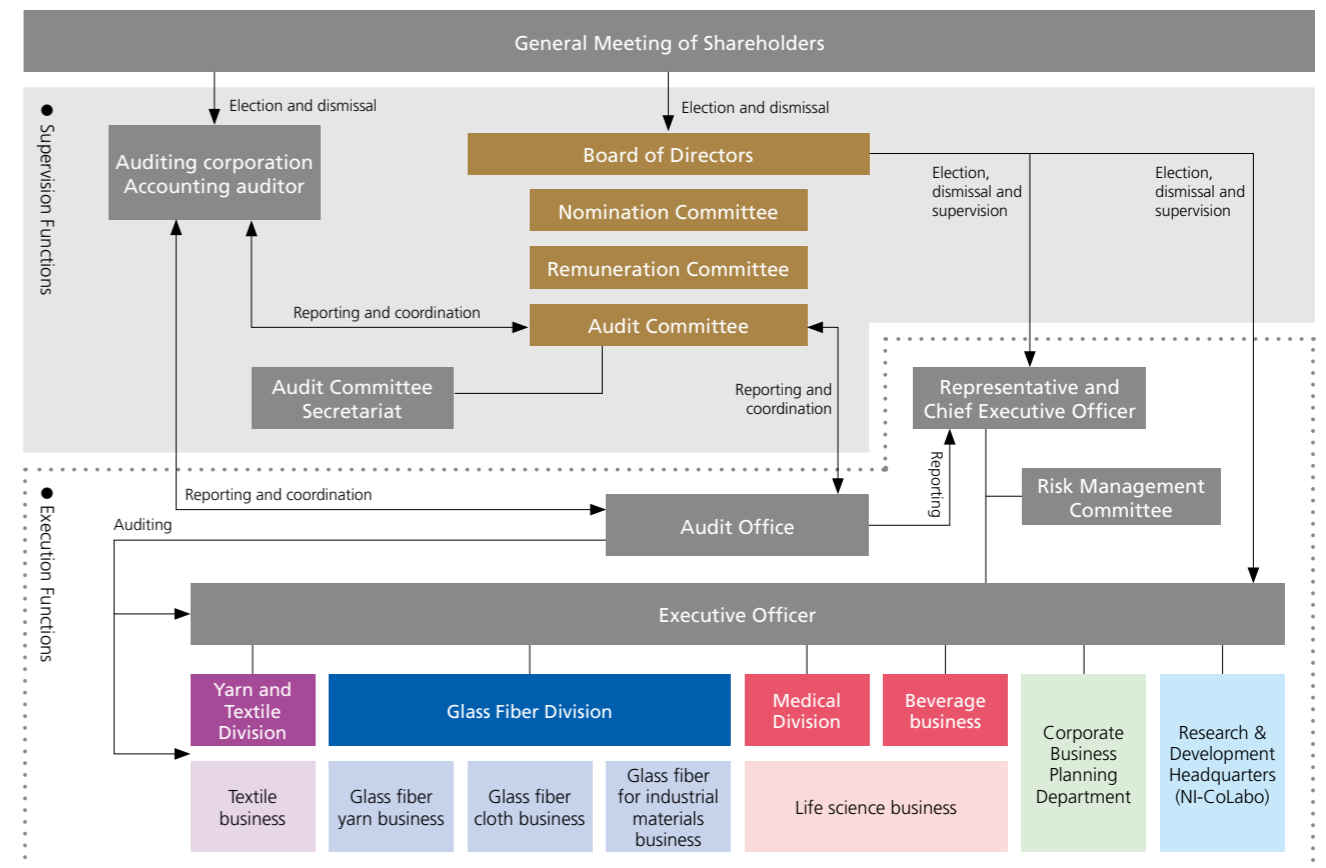 General Meeting of Shareholders
● Supervision Functions
Election and dismissal
Election and dismissal
Auditing corporation
Accounting auditor
Board of Directors
Election,
dismissal and
supervision
Election,
dismissal and
supervision
Nomination Committee
Remuneration Committee
Reporting and coordination
Audit Committee
Audit Committee
Secretariat
Reporting and
coordination
Representative and
Chief Executive Officer
● Execution Functions
Reporting and coordination
Auditing
Audit Office
Reporting
Risk Management
Committee
Executive Officer
Yarn and
Textile
Division
Glass Fiber Division
Medical
Division
Beverage
business
Corporate
Business
Planning
Department
Research &
Development
Headquarters
(NI-CoLabo)
Textile
business
Glass fiber
yarn business
Glass fiber
cloth business
Glass fiber
for industrial
materials
business
Life science business